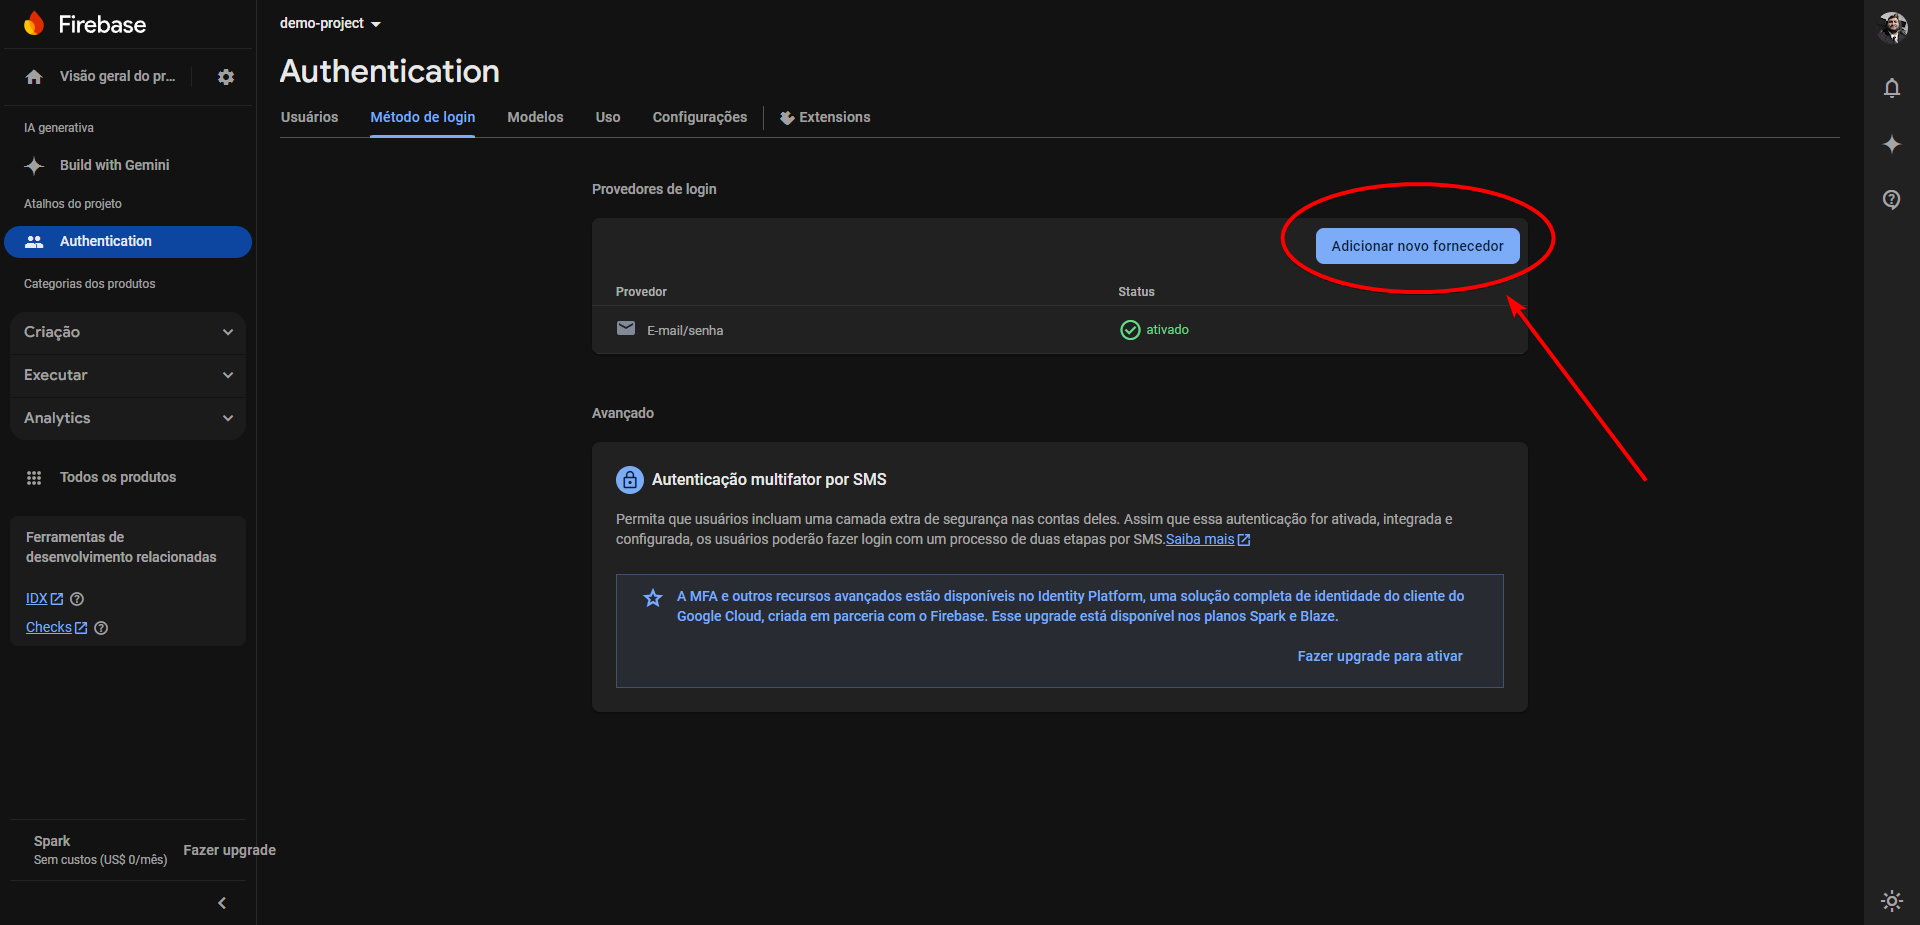 Firebase
Visão geral do pr...
IA generativa
Build with Gemini
Atalhos do projeto
Authentication
Categorias dos produtos
Criação
Executar
Analytics
Todos os produtos
Ferramentas de
desenvolvimento relacionadas
IDX
Checks
Spark
Sem custos (US$ 0/mês)
Fazer upgrade
demo-project
Authentication
Usuários
Método de login
Modelos
Uso
Configurações
Extensions
Provedores de login
Adicionar novo fornecedor
Provedor
Status
E-mail/senha
ativado
Avançado
Autenticação multifator por SMS
Permita que usuários incluam uma camada extra de segurança nas contas deles. Assim que essa autenticação for ativada, integrada e
configurada, os usuários poderão fazer login com um processo de duas etapas por SMS.Saiba mais
A MFA e outros recursos avançados estão disponíveis no Identity Platform, uma solução completa de identidade do cliente do
Google Cloud, criada em parceria com o Firebase. Esse upgrade está disponível nos planos Spark e Blaze.
Fazer upgrade para ativar